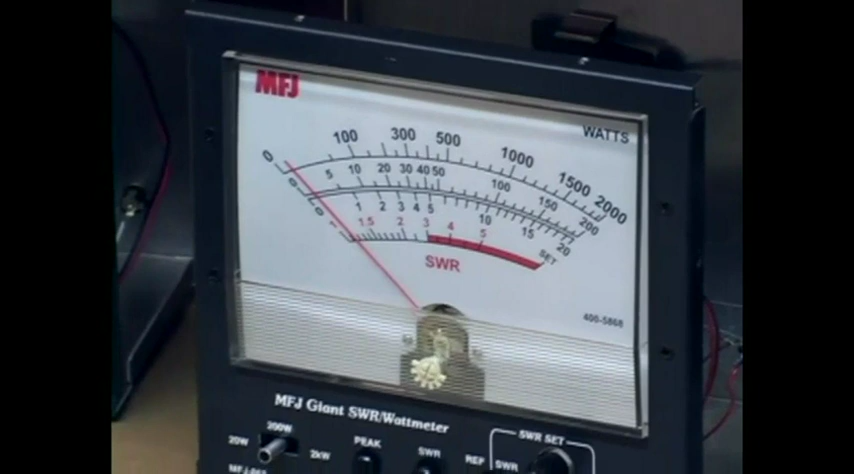 MFJ
WATTS
0 100 300 500 1000 1500 2000
0 5 10 20 30 40 50 100 150 200
0 1 2 3 4 5 10 15 20
1 1.5 2 3 4 5 SET
SWR
400-5868
MFJ Giant SWR/Wattmeter
200W
20W 2kW
PEAK SWR REF SWR SWR SET